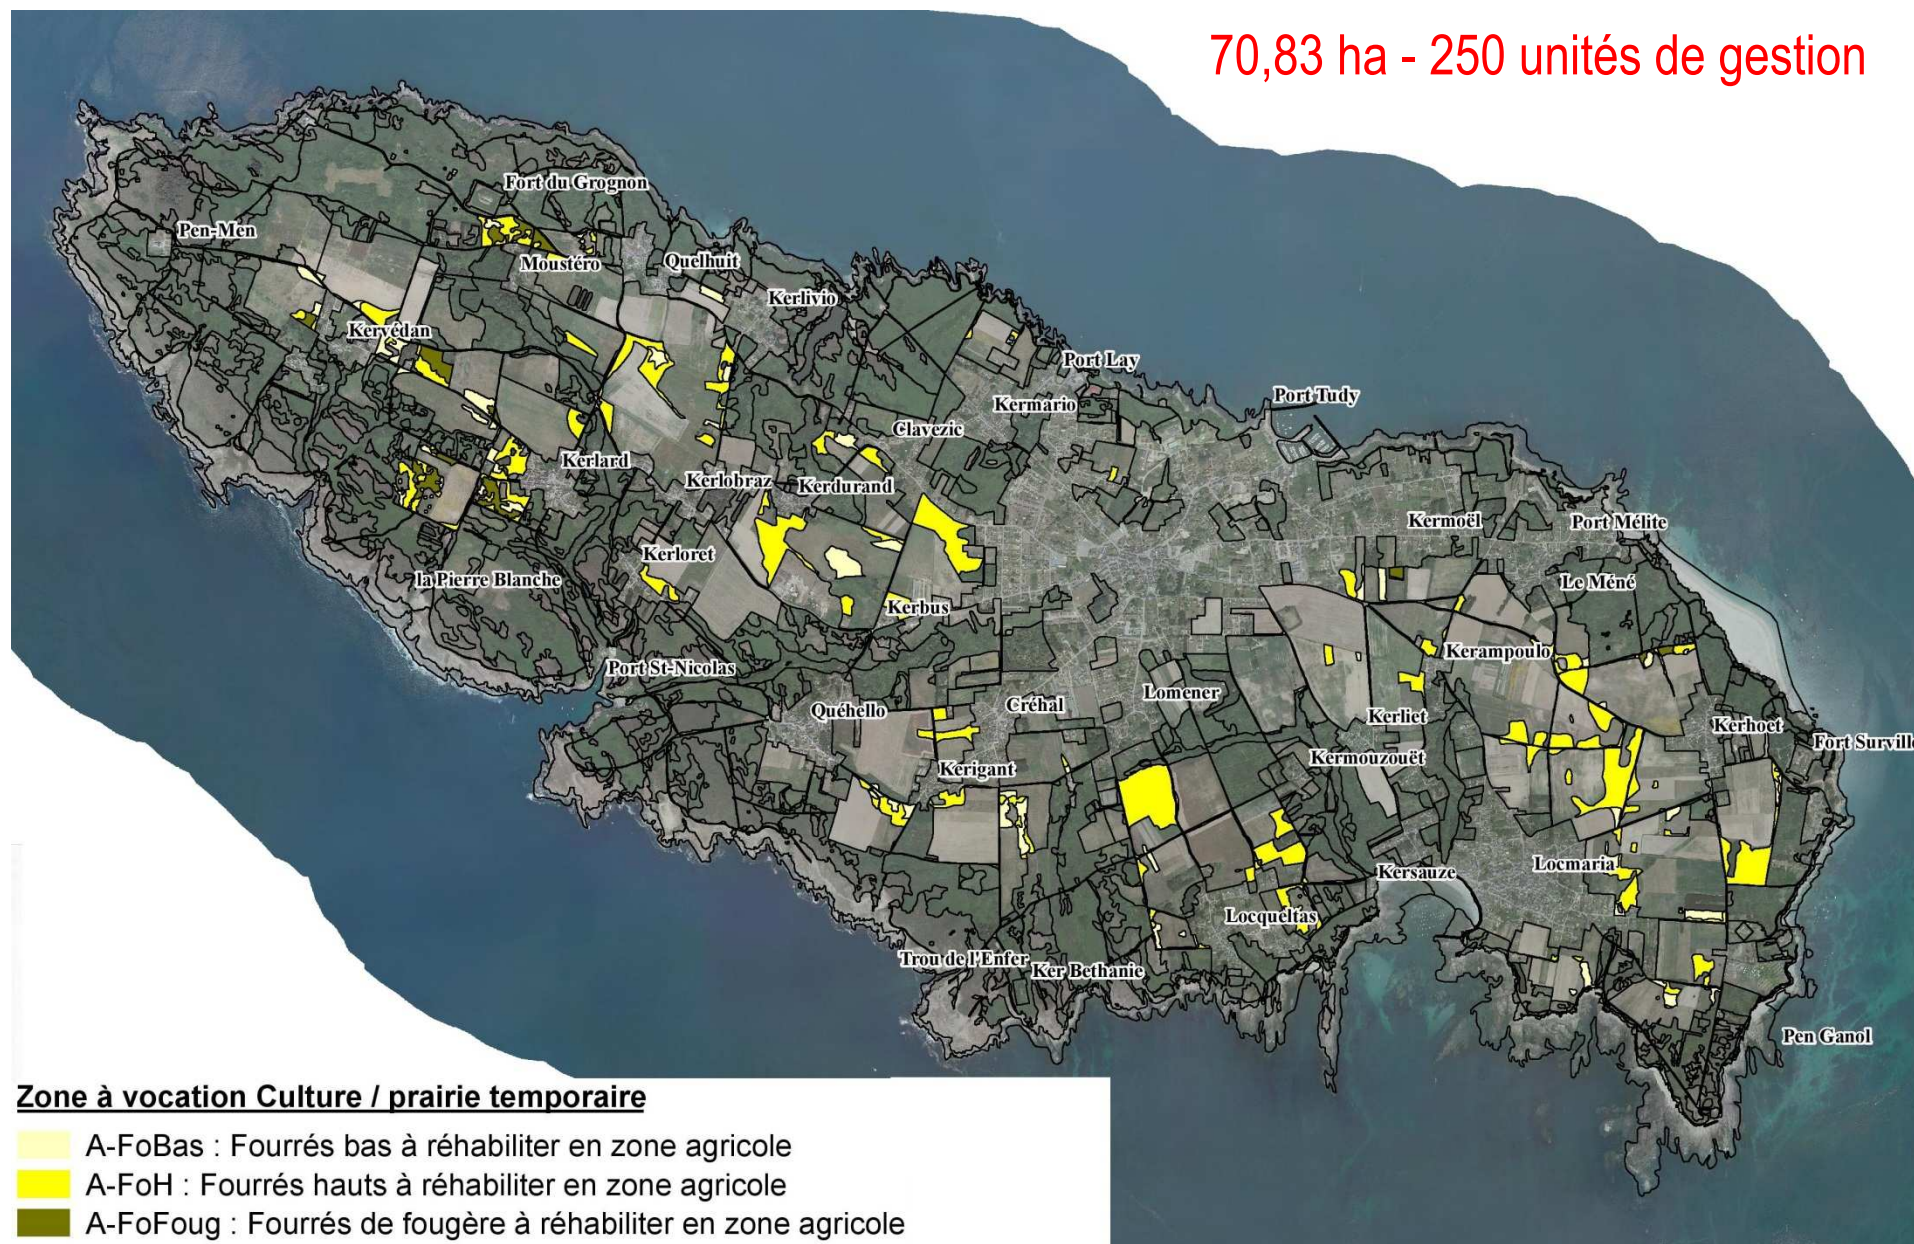 70,83 ha - 250 unités de gestion
Fort du Grognon
Pen-Men
Moustéro
Quelhuit
Kerlivio
Kervédan
Port Lay
Kermario
Port Tudy
Clavezic
Kerlard
Kerlobraz
Kerdurand
Kermoël
Port Mélite
Kerloret
la Pierre Blanche
Le Méné
Kerbus
Kerampoulo
Port St-Nicolas
Quéhello
Créhal
Lomener
Kerliet
Kerhoet
Fort Surville
Kermouzouët
Kerigant
Locmaria
Kersauze
Locqueltas
Trou de l'Enfer
Ker Bethanie
Pen Ganol
Zone à vocation Culture / prairie temporaire
A-FoBas : Fourrés bas à réhabiliter en zone agricole
A-FoH : Fourrés hauts à réhabiliter en zone agricole
A-FoFoug : Fourrés de fougère à réhabiliter en zone agricole